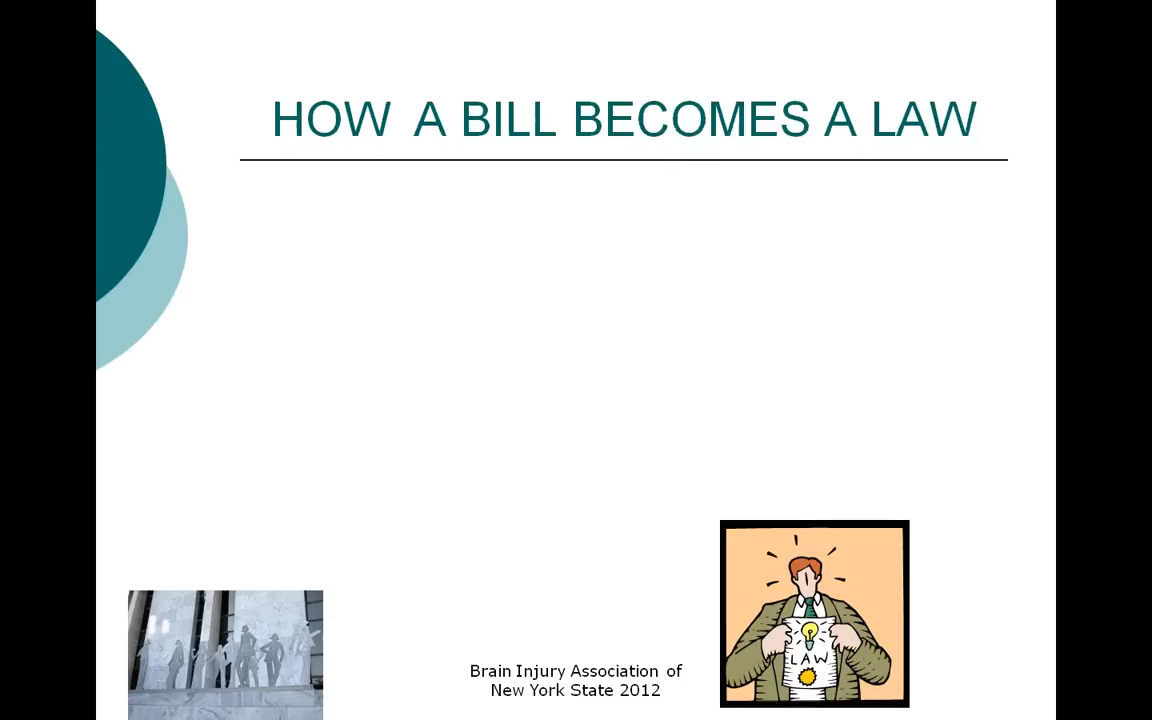 HOW A BILL BECOMES A LAW
LAW
Brain Injury Association of
New York State 2012